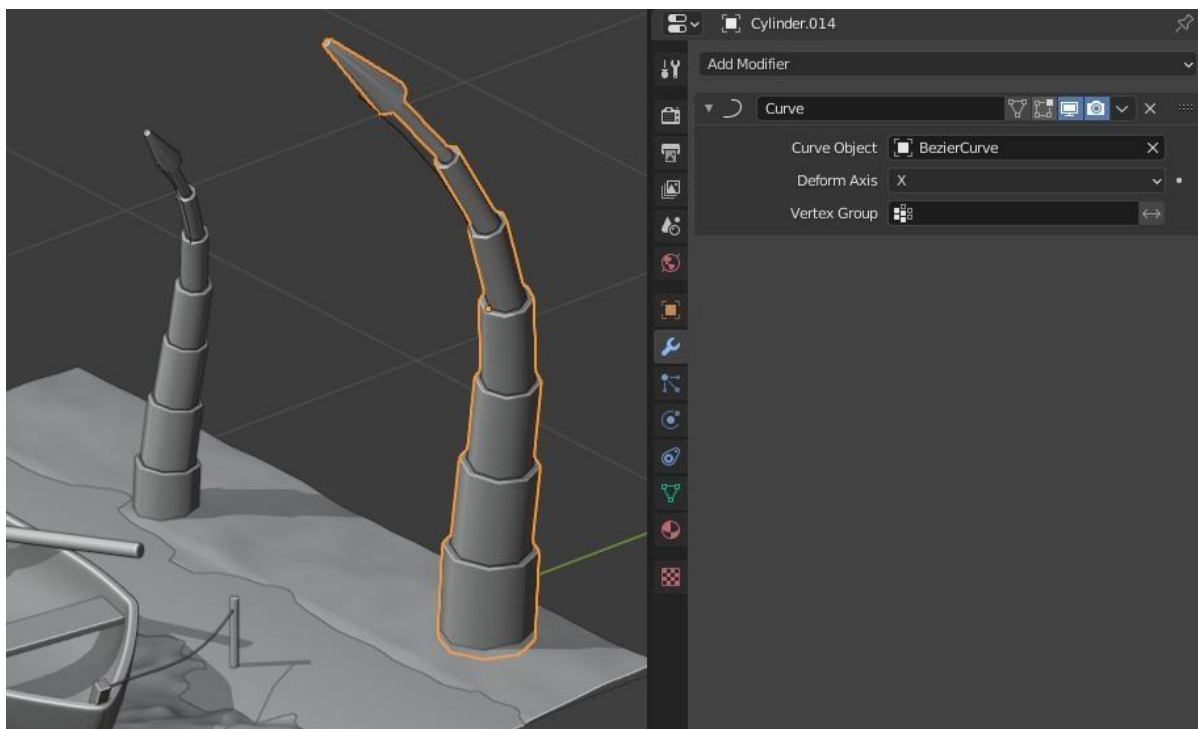 Cylinder.014
Add Modifier
Curve
Curve Object BezierCurve
Deform Axis X
Vertex Group